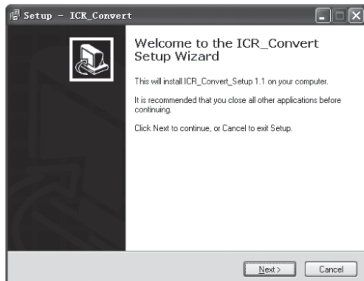 Setup - ICR_Convert
Welcome to the ICR_Convert
Setup Wizard
This will install ICR_Convert_Setup 1.1 on your computer.
It is recommended that you close all other applications before
continuing.
Click Next to continue, or Cancel to exit Setup.
Next >
Cancel